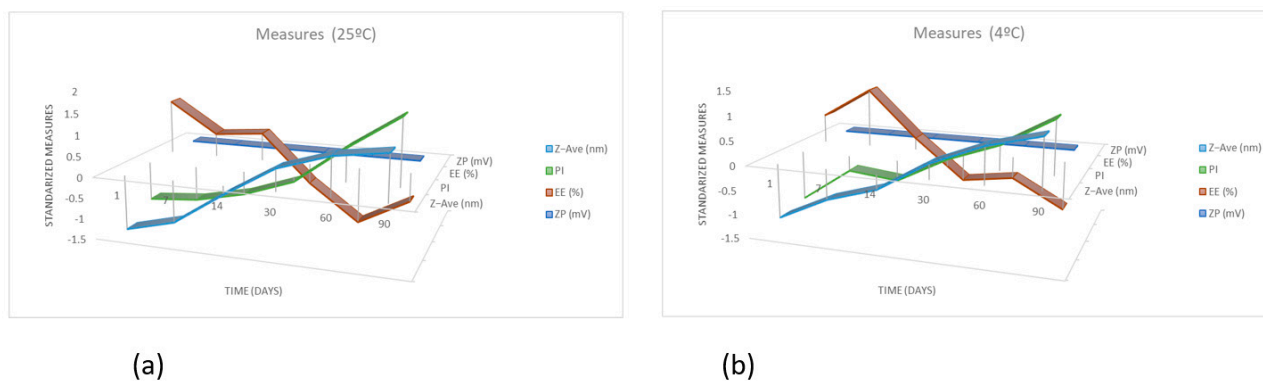 Measures (25ºC)
STANDARIZED MEASURES
2
1.5
1
0.5
0
-0.5
-1
-1.5
1
7
14
30
60
90
TIME (DAYS)
ZP (mV)
EE (%)
PI
Z-Ave (nm)
Z-Ave (nm)
PI
EE (%)
ZP (mV)
(a)
Measures (4ºC)
STANDARIZED MEASURES
1.5
1
0.5
0
-0.5
-1
-1.5
1
7
14
30
60
90
TIME (DAYS)
ZP (mV)
EE (%)
PI
Z-Ave (nm)
Z-Ave (nm)
PI
EE (%)
ZP (mV)
(b)